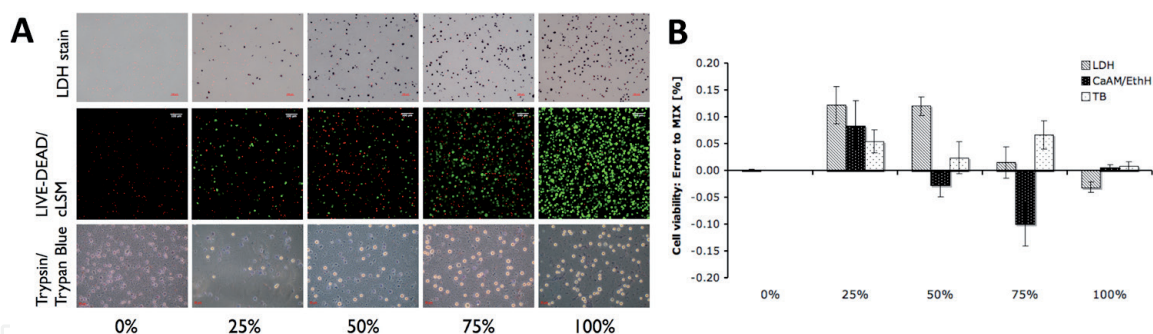 A
LDH stain
LIVE-DEAD/
cLSM
Trypsin/
Trypan Blue
0%
25%
50%
75%
100%
B
Cell viability: Error to MIX [%]
0.20
0.15
0.10
0.05
0.00
-0.05
-0.10
-0.15
-0.20
LDH
CaAM/EthH
TB
0%
25%
50%
75%
100%